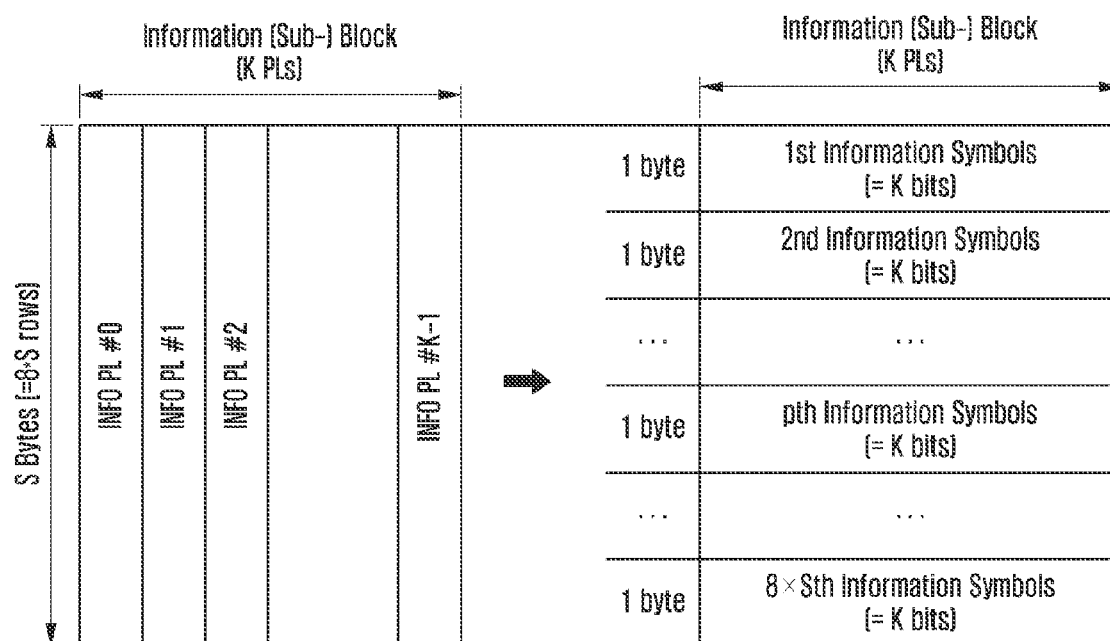 Information (Sub-) Block
(K PLs)
S Bytes (=8*S rows)
INFO PL #0
INFO PL #1
INFO PL #2
INFO PL #K-1
Information (Sub-) Block
(K PLs)
1 byte
1st Information Symbols
(= K bits)
1 byte
2nd Information Symbols
(= K bits)
...
...
1 byte
pth Information Symbols
(= K bits)
...
...
1 byte
8×Sth Information Symbols
(= K bits)